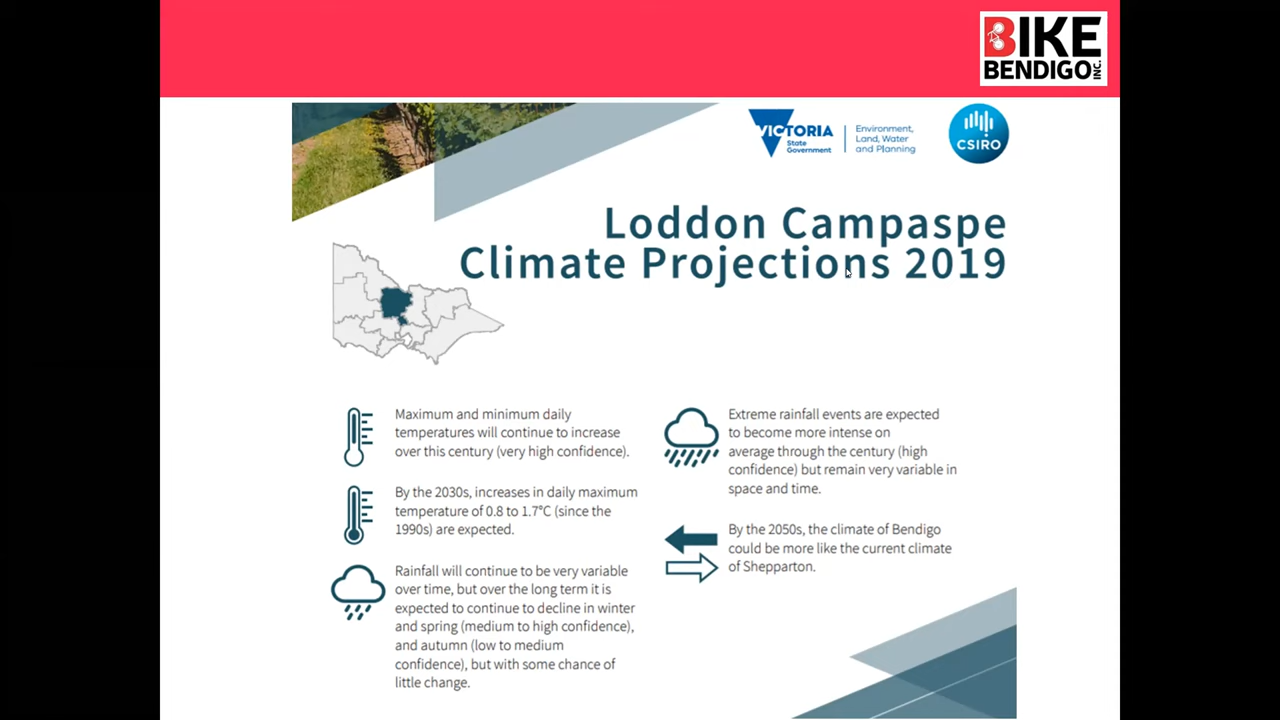 BIKE
BENDIGO INC.
VICTORIA
State
Government
Environment,
Land, Water
and Planning
CSIRO
Loddon Campaspe
Climate Projections 2019
Maximum and minimum daily
temperatures will continue to increase
over this century (very high confidence).
By the 2030s, increases in daily maximum
temperature of 0.8 to 1.7°C (since the
1990s) are expected.
Rainfall will continue to be very variable
over time, but over the long term it is
expected to continue to decline in winter
and spring (medium to high confidence),
and autumn (low to medium
confidence), but with some chance of
little change.
Extreme rainfall events are expected
to become more intense on
average through the century (high
confidence) but remain very variable in
space and time.
By the 2050s, the climate of Bendigo
could be more like the current climate
of Shepparton.